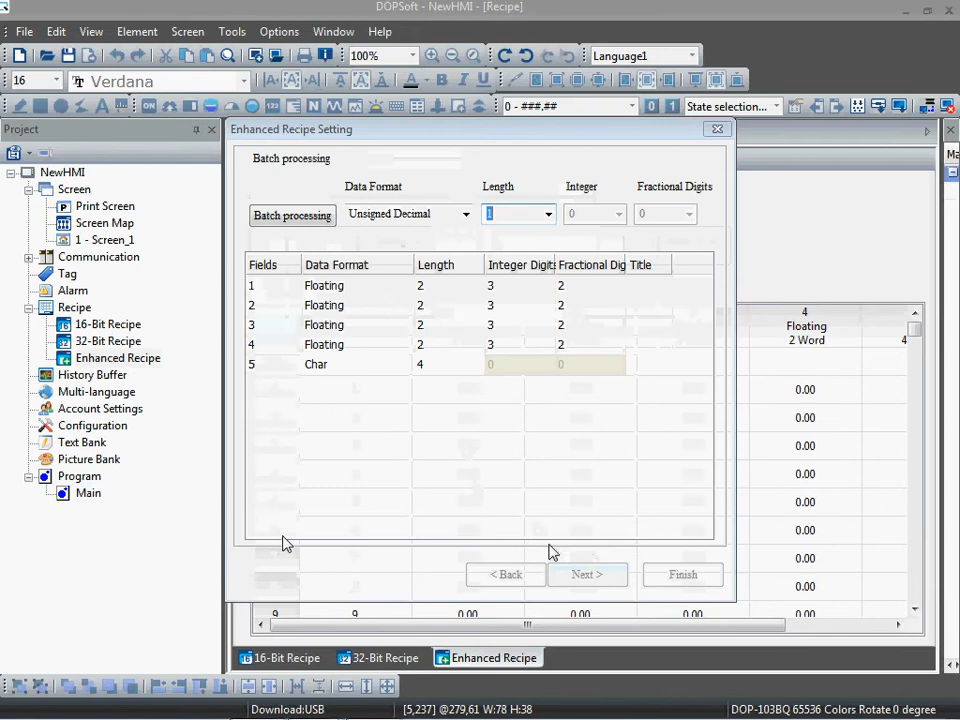 DOPSoft - NewHMI - [Recipe]
File Edit View Element Screen Tools Options Window Help
100% Language1
16 Verdana
0 - ###,## 0 1 State selection...
Project
NewHMI
Screen
Print Screen
Screen Map
1 - Screen_1
Communication
Tag
Alarm
Recipe
16-Bit Recipe
32-Bit Recipe
Enhanced Recipe
History Buffer
Multi-language
Account Settings
Configuration
Text Bank
Picture Bank
Program
Main
Enhanced Recipe Setting
Batch processing
Data Format Length Integer Fractional Digits
Batch processing Unsigned Decimal 1 0 0
Fields Data Format Length Integer Digits Fractional Dig Title
1 Floating 2 3 2
2 Floating 2 3 2
3 Floating 2 3 2
4 Floating 2 3 2
5 Char 4 0 0
< Back Next > Finish
Ma
4
Floating
2 Word 4
0.00
0.00
0.00
0.00
0.00
0.00
0.00
0.00
9 9 0.00 0.00 0.00 0.00
16-Bit Recipe 32-Bit Recipe Enhanced Recipe
Download:USB [5,237] @279,61 W:78 H:38 DOP-103BQ 65536 Colors Rotate 0 degree